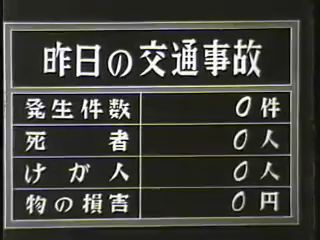 昨日の交通事故
発生件数 0件
死者 0人
けが人 0人
物の損害 0円